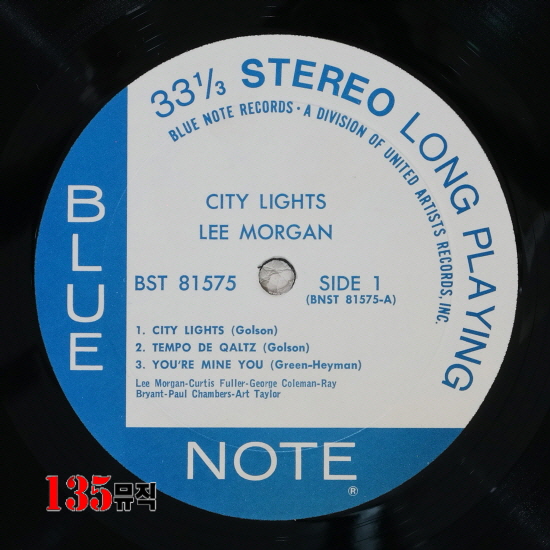 33⅓ STEREO LONG PLAYING
BLUE NOTE RECORDS • A DIVISION OF UNITED ARTISTS RECORDS, INC.
CITY LIGHTS
LEE MORGAN
BST 81575
SIDE 1
(BNST 81575-A)
1. CITY LIGHTS (Golson)
2. TEMPO DE QALTZ (Golson)
3. YOU'RE MINE YOU (Green-Heyman)
Lee Morgan-Curtis Fuller-George Coleman-Ray
Bryant-Paul Chambers-Art Taylor
BLUE
NOTE
®
135뮤직